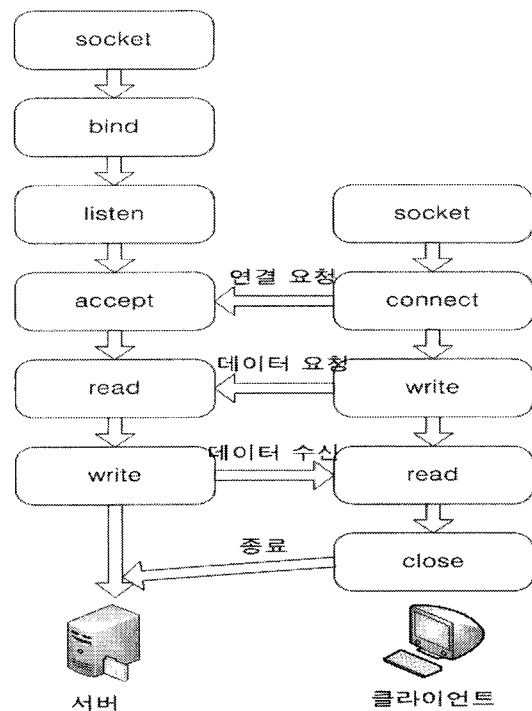 socket
bind
listen
socket
연결 요청
accept
connect
데이터 요청
read
write
데이터 수신
write
read
종료
close
서버
클라이언트